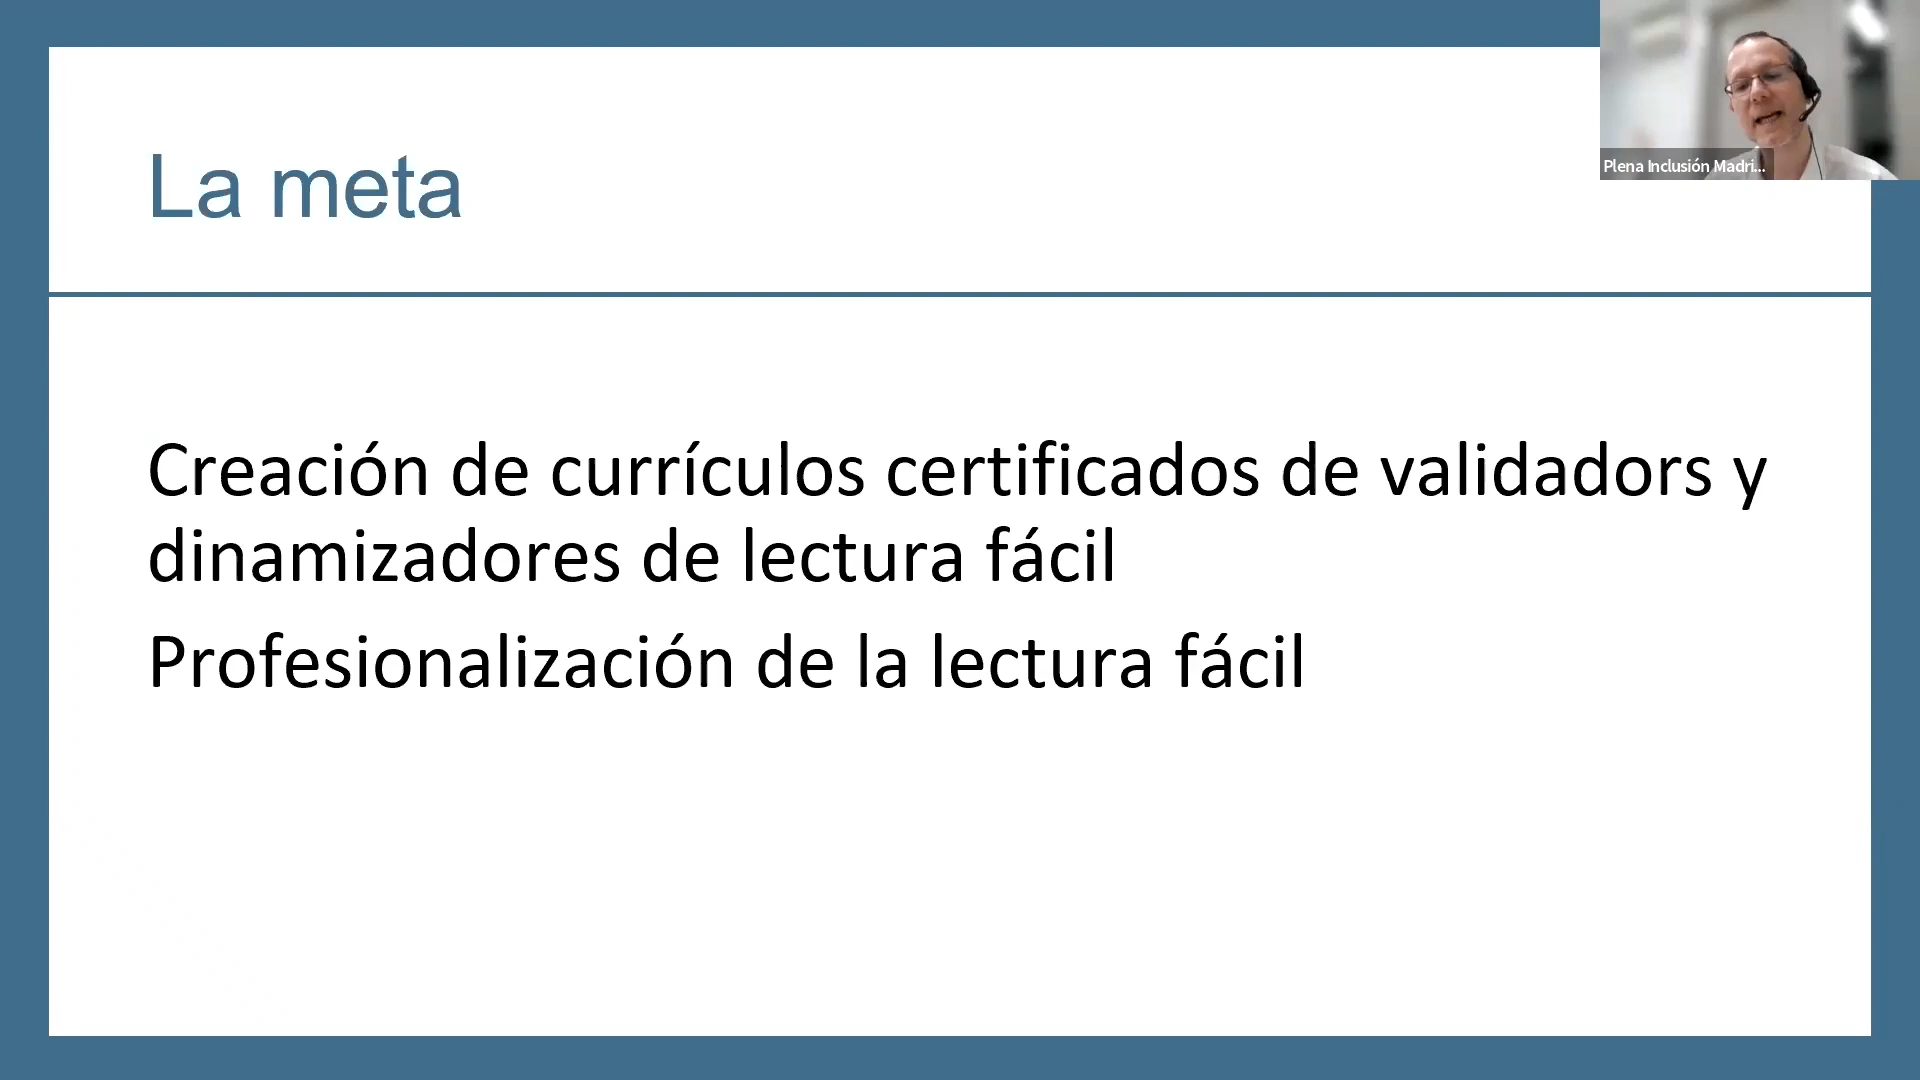 La meta
Plena Inclusión Madri...
Creación de currículos certificados de validadors y
dinamizadores de lectura fácil
Profesionalización de la lectura fácil